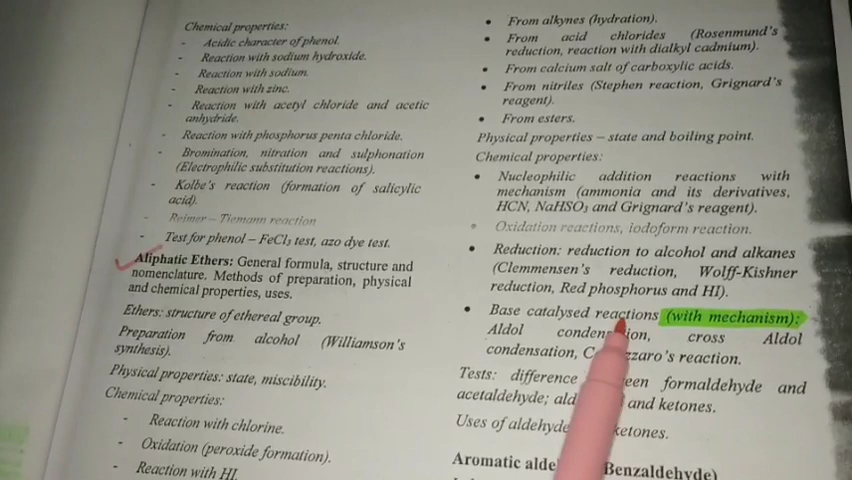 Chemical properties:
- Acidic character of phenol.
- Reaction with sodium hydroxide.
- Reaction with sodium.
- Reaction with zinc.
- Reaction with acetyl chloride and acetic
anhydride.
- Reaction with phosphorus penta chloride.
- Bromination, nitration and sulphonation
(Electrophilic substitution reactions).
- Kolbe's reaction (formation of salicylic
acid).
- Reimer – Tiemann reaction
- Test for phenol – FeCl₃ test, azo dye test.
Aliphatic Ethers: General formula, structure and
nomenclature. Methods of preparation, physical
and chemical properties, uses.
Ethers: structure of ethereal group.
Preparation from alcohol (Williamson's
synthesis).
Physical properties: state, miscibility.
Chemical properties:
- Reaction with chlorine.
- Oxidation (peroxide formation).
- Reaction with HI.
• From alkynes (hydration).
• From acid chlorides (Rosenmund's
reduction, reaction with dialkyl cadmium).
• From calcium salt of carboxylic acids.
• From nitriles (Stephen reaction, Grignard's
reagent).
• From esters.
Physical properties – state and boiling point.
Chemical properties:
• Nucleophilic addition reactions with
mechanism (ammonia and its derivatives,
HCN, NaHSO₃ and Grignard's reagent).
• Oxidation reactions, iodoform reaction.
• Reduction: reduction to alcohol and alkanes
(Clemmensen's reduction, Wolff-Kishner
reduction, Red phosphorus and HI).
• Base catalysed reactions (with mechanism):
Aldol cross Aldol
condensation, reaction.
Tests: difference formaldehyde and
acetaldehyde; and ketones.
Uses of ketones.
Aromatic (Benzaldehyde)